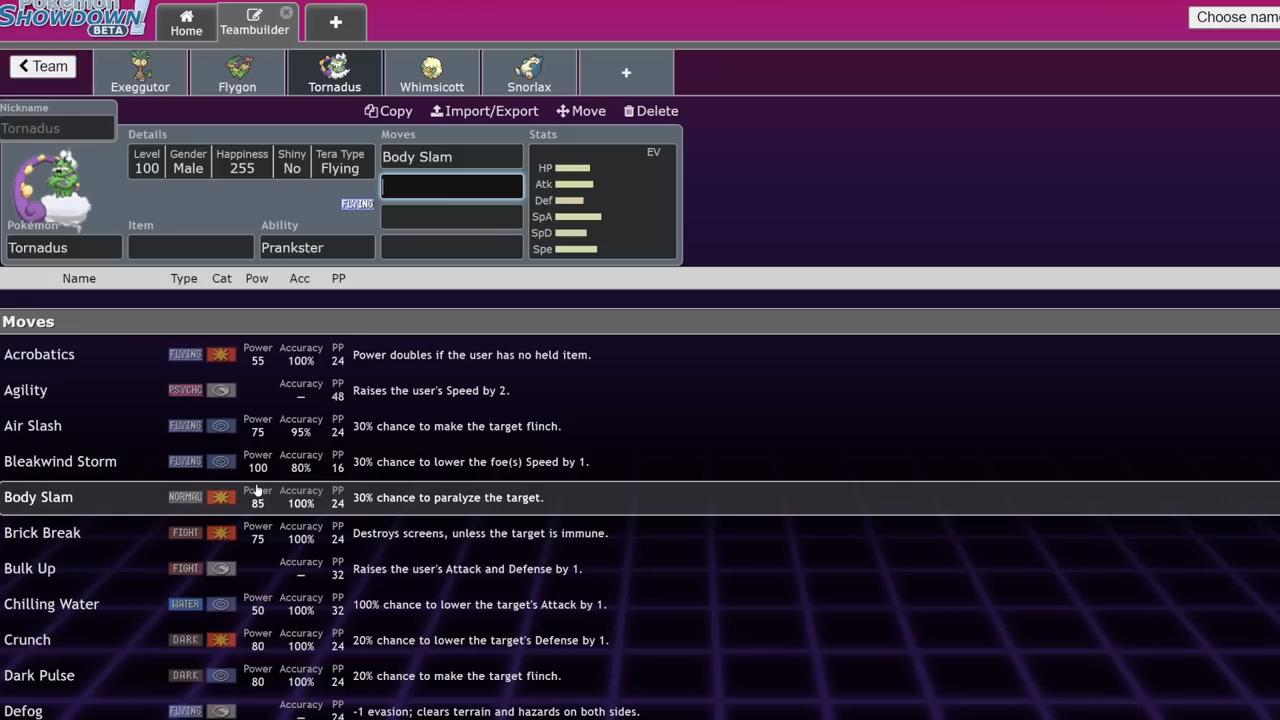 Pokémon
SHOWDOWN!
BETA
Home
Teambuilder
+
Choose name
Team
Exeggutor
Flygon
Tornadus
Whimsicott
Snorlax
+
Copy
Import/Export
Move
Delete
Nickname
Tornadus
Details
Moves
Stats
Level
100
Gender
Male
Happiness
255
Shiny
No
Tera Type
Flying
FLYING
Body Slam
EV
HP
Atk
Def
SpA
SpD
Spe
Pokémon
Tornadus
Item
Ability
Prankster
Name Type Cat Pow Acc PP
Moves
Acrobatics FLYING Power 55 Accuracy 100% PP 24 Power doubles if the user has no held item.
Agility PSYCHC Accuracy — PP 48 Raises the user's Speed by 2.
Air Slash FLYING Power 75 Accuracy 95% PP 24 30% chance to make the target flinch.
Bleakwind Storm FLYING Power 100 Accuracy 80% PP 16 30% chance to lower the foe(s) Speed by 1.
Body Slam NORMAL Power 85 Accuracy 100% PP 24 30% chance to paralyze the target.
Brick Break FIGHT Power 75 Accuracy 100% PP 24 Destroys screens, unless the target is immune.
Bulk Up FIGHT Accuracy — PP 32 Raises the user's Attack and Defense by 1.
Chilling Water WATER Power 50 Accuracy 100% PP 32 100% chance to lower the target's Attack by 1.
Crunch DARK Power 80 Accuracy 100% PP 24 20% chance to lower the target's Defense by 1.
Dark Pulse DARK Power 80 Accuracy 100% PP 24 20% chance to make the target flinch.
Defog FLYING Accuracy — PP 24 -1 evasion; clears terrain and hazards on both sides.